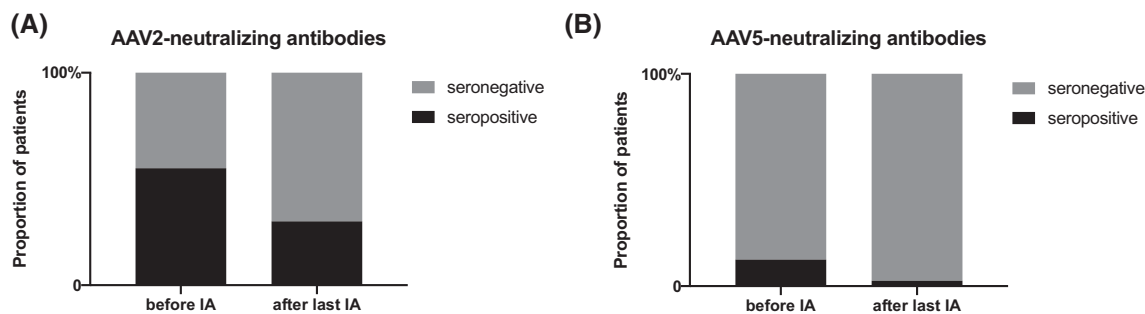 (A)
AAV2-neutralizing antibodies
100%
0
Proportion of patients
before IA
after last IA
seronegative
seropositive
(B)
AAV5-neutralizing antibodies
100%
0
Proportion of patients
before IA
after last IA
seronegative
seropositive